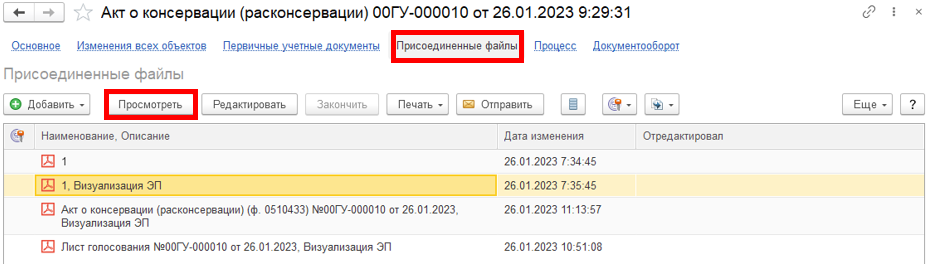 Акт о консервации (расконсервации) 00ГУ-000010 от 26.01.2023 9:29:31
Основное Изменения всех объектов Первичные учетные документы Присоединенные файлы Процесс Документооборот
Присоединенные файлы
Добавить Просмотреть Редактировать Закончить Печать Отправить Еще ?
Наименование, Описание Дата изменения Отредактировал
1 26.01.2023 7:34:45
1, Визуализация ЭП 26.01.2023 7:35:45
Акт о консервации (расконсервации) (ф. 0510433) №00ГУ-000010 от 26.01.2023, 26.01.2023 11:13:57
Визуализация ЭП
Лист голосования №00ГУ-000010 от 26.01.2023, Визуализация ЭП 26.01.2023 10:51:08